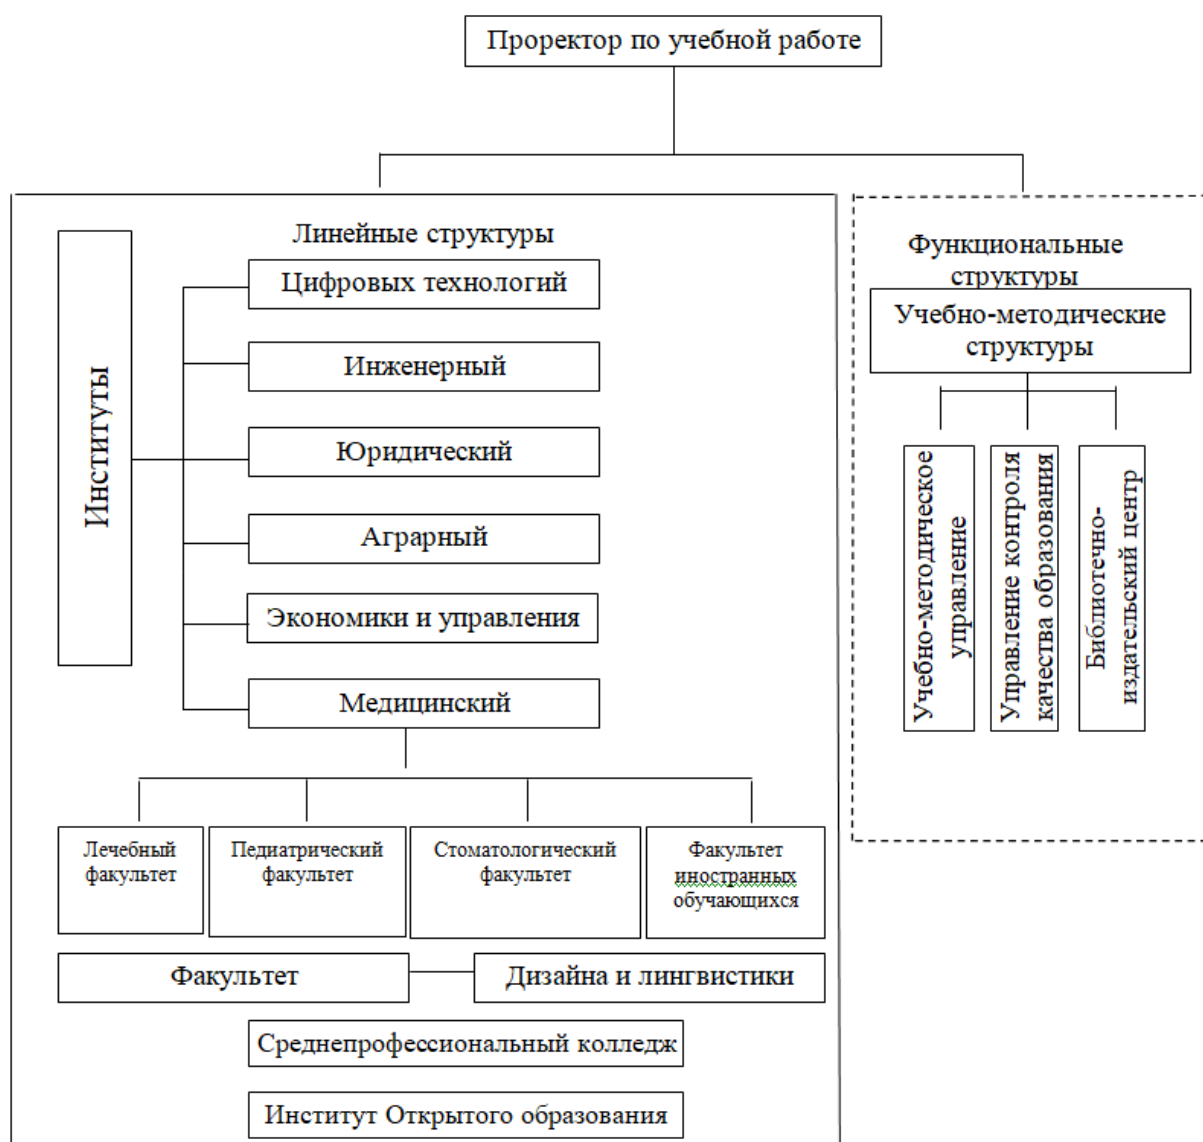 Проректор по учебной работе
Линейные структуры
Институты
Цифровых технологий
Инженерный
Юридический
Аграрный
Экономики и управления
Медицинский
Лечебный
факультет
Педиатрический
факультет
Стоматологический
факультет
Факультет
иностранных
обучающихся
Факультет
Дизайна и лингвистики
Среднепрофессиональный колледж
Институт Открытого образования
Функциональные
структуры
Учебно-методические
структуры
Учебно-методическое
управление
Управление контроля
качества образования
Библиотечно-
издательский центр